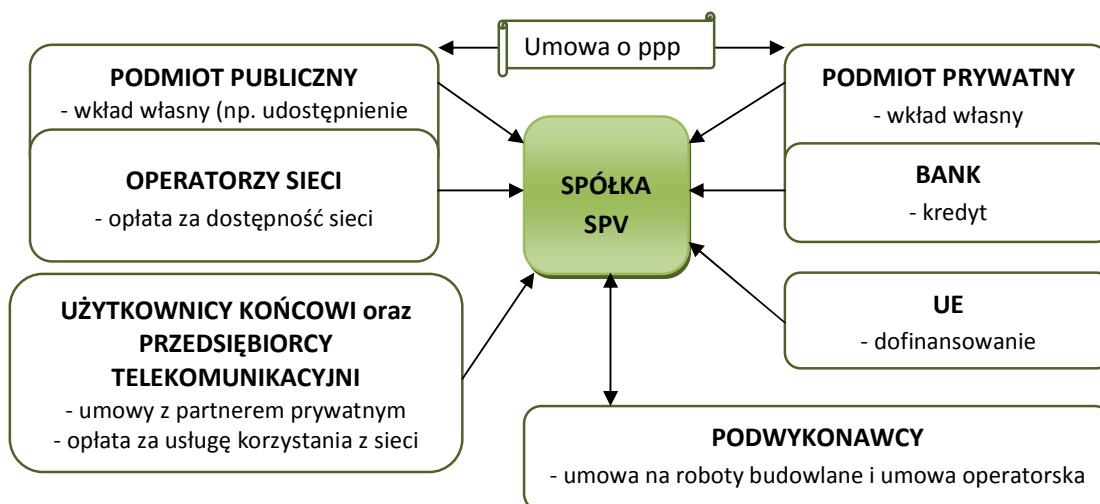 Umowa o ppp
PODMIOT PUBLICZNY
- wkład własny (np. udostępnienie
OPERATORZY SIECI
- opłata za dostępność sieci
UŻYTKOWNICY KOŃCOWI oraz
PRZEDSIĘBIORCY
TELEKOMUNIKACYJNI
- umowy z partnerem prywatnym
- opłata za usługę korzystania z sieci
SPÓŁKA
SPV
PODMIOT PRYWATNY
- wkład własny
BANK
- kredyt
UE
- dofinansowanie
PODWYKONAWCY
- umowa na roboty budowlane i umowa operatorska